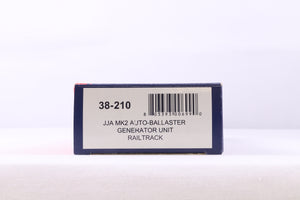 38-210
JJA MK2 AUTO-BALLASTER
GENERATOR UNIT
RAILTRACK